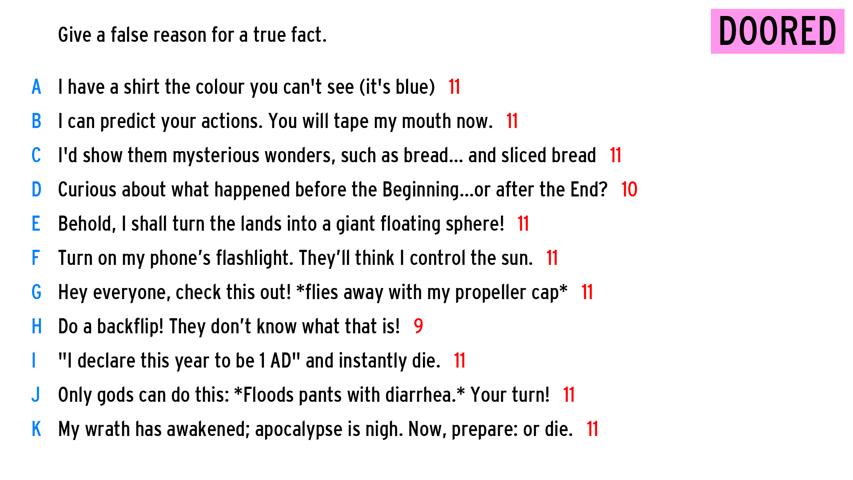 Give a false reason for a true fact.
DOORED
A I have a shirt the colour you can't see (it's blue) 11
B I can predict your actions. You will tape my mouth now. 11
C I'd show them mysterious wonders, such as bread... and sliced bread 11
D Curious about what happened before the Beginning...or after the End? 10
E Behold, I shall turn the lands into a giant floating sphere! 11
F Turn on my phone’s flashlight. They’ll think I control the sun. 11
G Hey everyone, check this out! *flies away with my propeller cap* 11
H Do a backflip! They don’t know what that is! 9
I "I declare this year to be 1 AD" and instantly die. 11
J Only gods can do this: *Floods pants with diarrhea.* Your turn! 11
K My wrath has awakened; apocalypse is nigh. Now, prepare: or die. 11